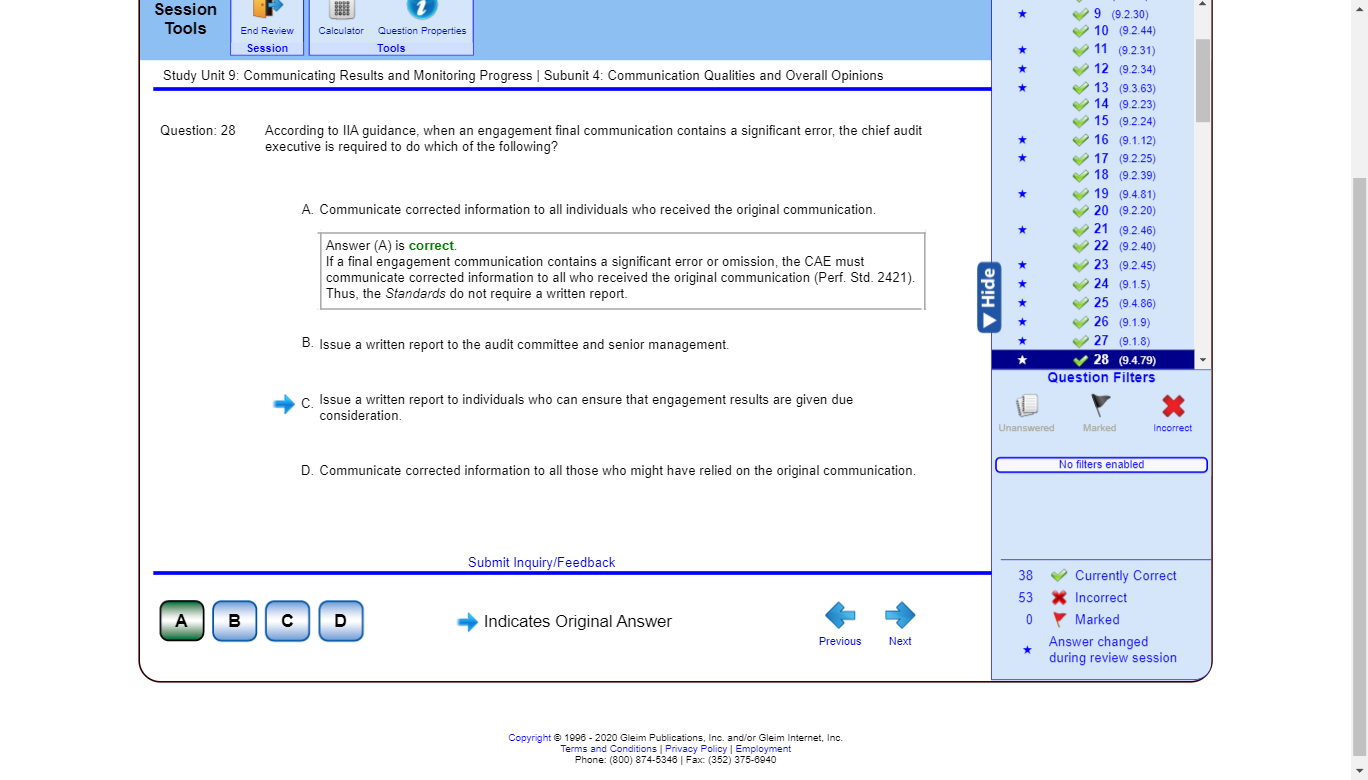 Session
Tools
End Review
Session
Calculator
Question Properties
Tools
Study Unit 9: Communicating Results and Monitoring Progress | Subunit 4: Communication Qualities and Overall Opinions
Question: 28
According to IIA guidance, when an engagement final communication contains a significant error, the chief audit
executive is required to do which of the following?
A. Communicate corrected information to all individuals who received the original communication.
Answer (A) is correct.
If a final engagement communication contains a significant error or omission, the CAE must
communicate corrected information to all who received the original communication (Perf. Std. 2421).
Thus, the Standards do not require a written report.
B. Issue a written report to the audit committee and senior management.
C. Issue a written report to individuals who can ensure that engagement results are given due
consideration.
D. Communicate corrected information to all those who might have relied on the original communication.
Submit Inquiry/Feedback
A B C D
Indicates Original Answer
Previous
Next
9 (9.2.30)
10 (9.2.44)
11 (9.2.31)
12 (9.2.34)
13 (9.3.63)
14 (9.2.23)
15 (9.2.24)
16 (9.1.12)
17 (9.2.25)
18 (9.2.39)
19 (9.4.81)
20 (9.2.20)
21 (9.2.46)
22 (9.2.40)
23 (9.2.45)
24 (9.1.5)
25 (9.4.86)
26 (9.1.9)
27 (9.1.8)
28 (9.4.79)
Hide
Question Filters
Unanswered
Marked
Incorrect
No filters enabled
38 Currently Correct
53 Incorrect
0 Marked
Answer changed
during review session
Copyright © 1996 - 2020 Gleim Publications, Inc. and/or Gleim Internet, Inc.
Terms and Conditions | Privacy Policy | Employment
Phone: (800) 874-5346 | Fax: (352) 375-6940